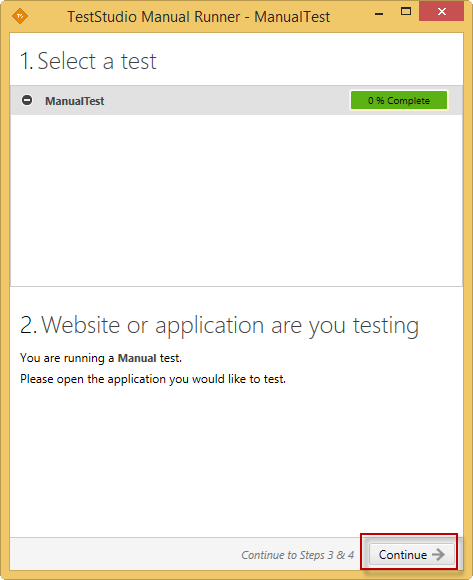 TestStudio Manual Runner - ManualTest
1. Select a test
ManualTest
0 % Complete
2. Website or application are you testing
You are running a Manual test.
Please open the application you would like to test.
Continue to Steps 3 & 4
Continue